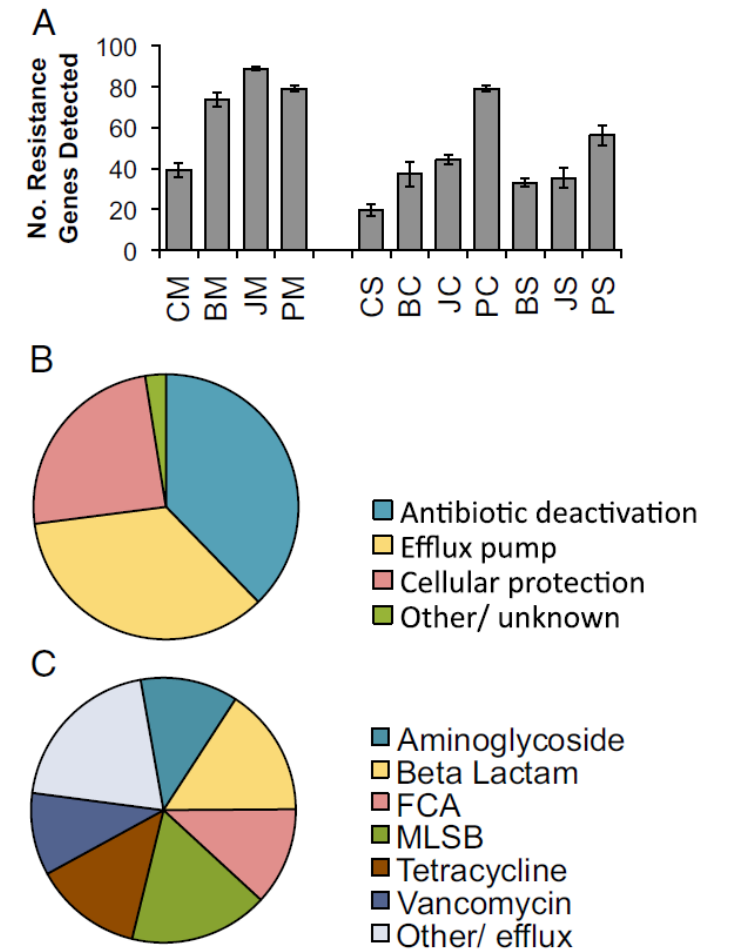 A
No. Resistance
Genes Detected
100
80
60
40
20
0
CM BM JM PM CS BC JC PC BS JS PS
B
Antibiotic deactivation
Efflux pump
Cellular protection
Other/ unknown
C
Aminoglycoside
Beta Lactam
FCA
MLSB
Tetracycline
Vancomycin
Other/ efflux